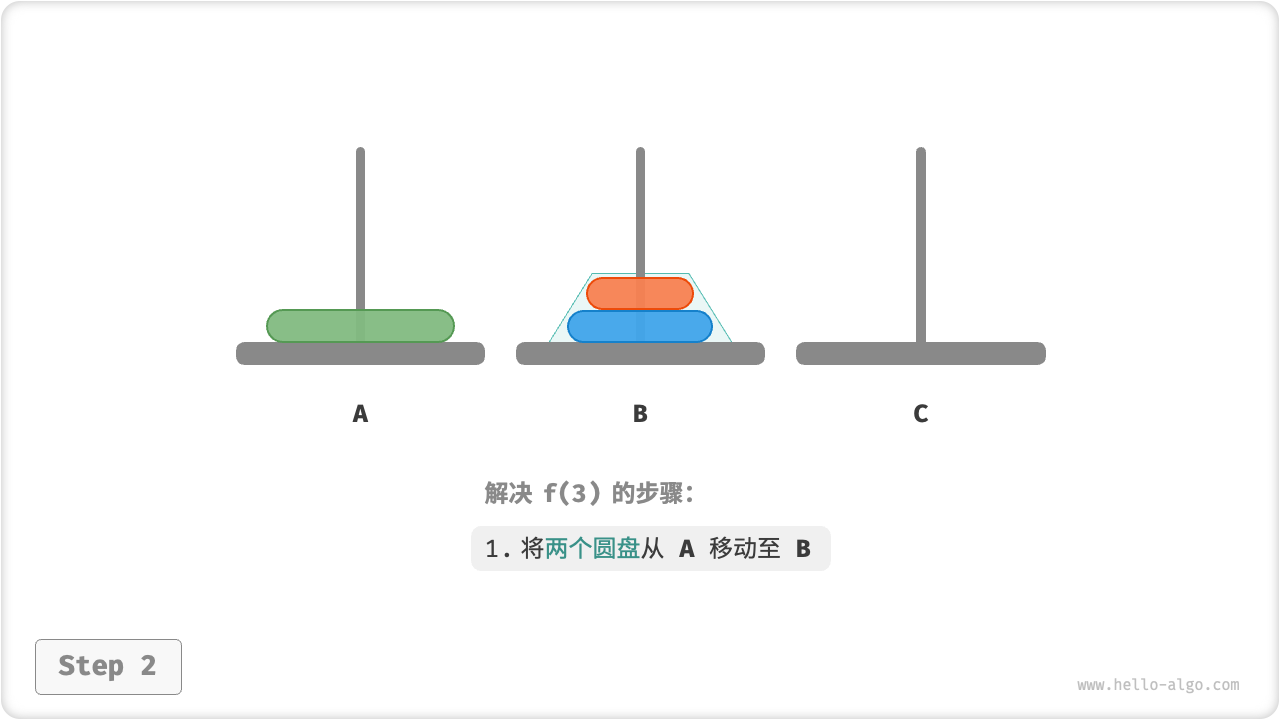 A
B
C
解决 f(3) 的步骤：
1. 将两个圆盘从 A 移动至 B
Step 2
www.hello-algo.com